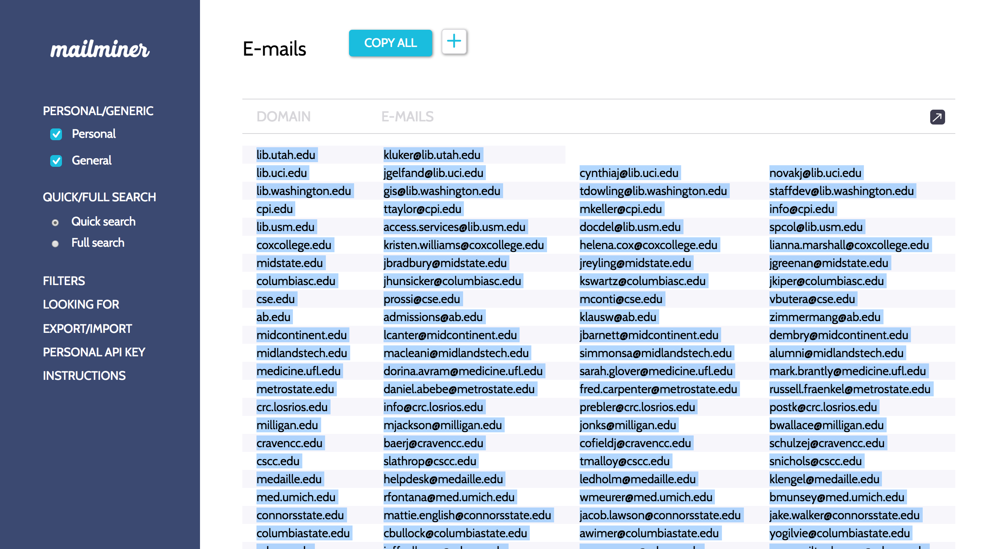 mailminer
PERSONAL/GENERIC
Personal
General
QUICK/FULL SEARCH
Quick search
Full search
FILTERS
LOOKING FOR
EXPORT/IMPORT
PERSONAL API KEY
INSTRUCTIONS
E-mails COPY ALL
DOMAIN E-MAILS
lib.utah.edu kluker@lib.utah.edu
lib.uci.edu jgelfand@lib.uci.edu cynthiaj@lib.uci.edu novakj@lib.uci.edu
lib.washington.edu gis@lib.washington.edu tdowling@lib.washington.edu staffdev@lib.washington.edu
cpi.edu ttaylor@cpi.edu mkeller@cpi.edu info@cpi.edu
lib.usm.edu access.services@lib.usm.edu docdel@lib.usm.edu spcol@lib.usm.edu
coxcollege.edu kristen.williams@coxcollege.edu helena.cox@coxcollege.edu lianna.marshall@coxcollege.edu
midstate.edu jbradbury@midstate.edu jreyling@midstate.edu jgreenan@midstate.edu
columbiasc.edu jhunsicker@columbiasc.edu kswartz@columbiasc.edu jkiper@columbiasc.edu
cse.edu prossi@cse.edu mconti@cse.edu vbutera@cse.edu
ab.edu admissions@ab.edu klausw@ab.edu zimmermang@ab.edu
midcontinent.edu lcanter@midcontinent.edu jbarnett@midcontinent.edu dembry@midcontinent.edu
midlandstech.edu macleani@midlandstech.edu simmonsa@midlandstech.edu alumni@midlandstech.edu
medicine.ufl.edu dorina.avram@medicine.ufl.edu sarah.glover@medicine.ufl.edu mark.brantly@medicine.ufl.edu
metrostate.edu daniel.abebe@metrostate.edu fred.carpenter@metrostate.edu russell.fraenkel@metrostate.edu
crc.losrios.edu info@crc.losrios.edu prebler@crc.losrios.edu postk@crc.losrios.edu
milligan.edu mjackson@milligan.edu jonks@milligan.edu bwallace@milligan.edu
cravencc.edu baerj@cravencc.edu cofieldj@cravencc.edu schulzej@cravencc.edu
cscc.edu slathrop@cscc.edu tmalloy@cscc.edu snichols@cscc.edu
medaille.edu helpdesk@medaille.edu ledholm@medaille.edu klengel@medaille.edu
med.umich.edu rfontana@med.umich.edu wmeurer@med.umich.edu bmunsey@med.umich.edu
connorsstate.edu mattie.english@connorsstate.edu jacob.lawson@connorsstate.edu jake.walker@connorsstate.edu
columbiastate.edu cbullock@columbiastate.edu awimer@columbiastate.edu yogilvie@columbiastate.edu